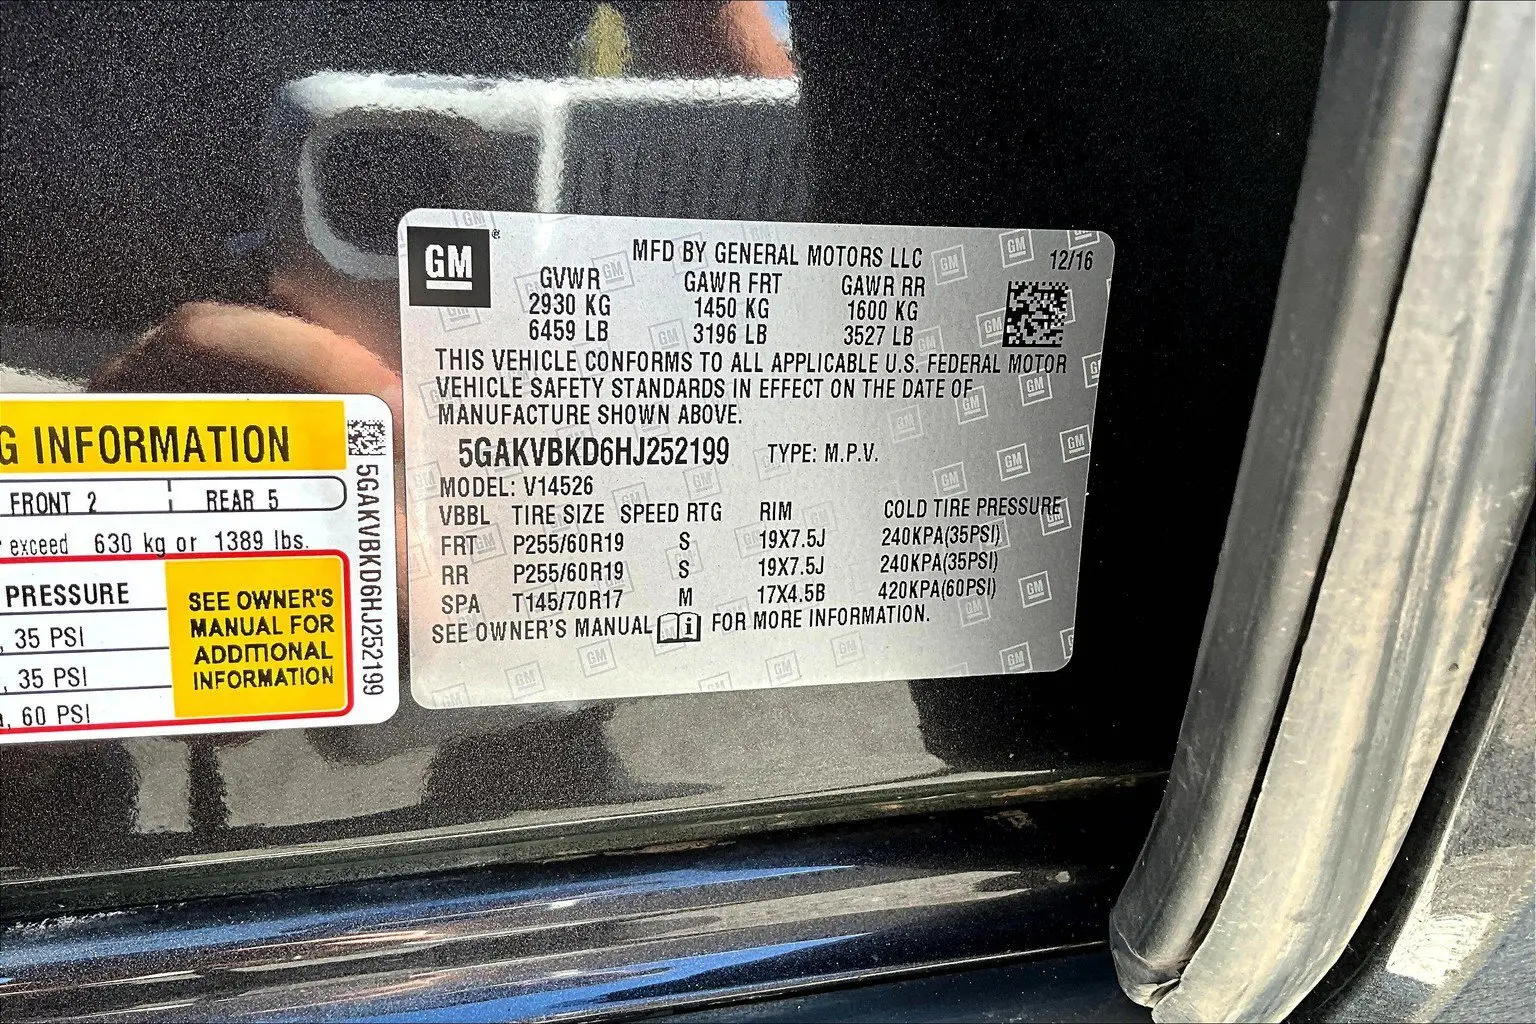 GM
®
MFD BY GENERAL MOTORS LLC
12/16
GVWR GAWR FRT GAWR RR
2930 KG 1450 KG 1600 KG
6459 LB 3196 LB 3527 LB
THIS VEHICLE CONFORMS TO ALL APPLICABLE U.S. FEDERAL MOTOR
VEHICLE SAFETY STANDARDS IN EFFECT ON THE DATE OF
MANUFACTURE SHOWN ABOVE.
5GAKVBKD6HJ252199 TYPE: M.P.V.
MODEL: V14526
VBBL TIRE SIZE SPEED RTG RIM COLD TIRE PRESSURE
FRT P255/60R19 S 19X7.5J 240KPA(35PSI)
RR P255/60R19 S 19X7.5J 240KPA(35PSI)
SPA T145/70R17 M 17X4.5B 420KPA(60PSI)
SEE OWNER'S MANUAL i FOR MORE INFORMATION.
G INFORMATION
FRONT 2 REAR 5
exceed 630 kg or 1389 lbs.
PRESSURE
, 35 PSI
, 35 PSI
, 60 PSI
SEE OWNER'S
MANUAL FOR
ADDITIONAL
INFORMATION
5GAKVBKD6HJ252199